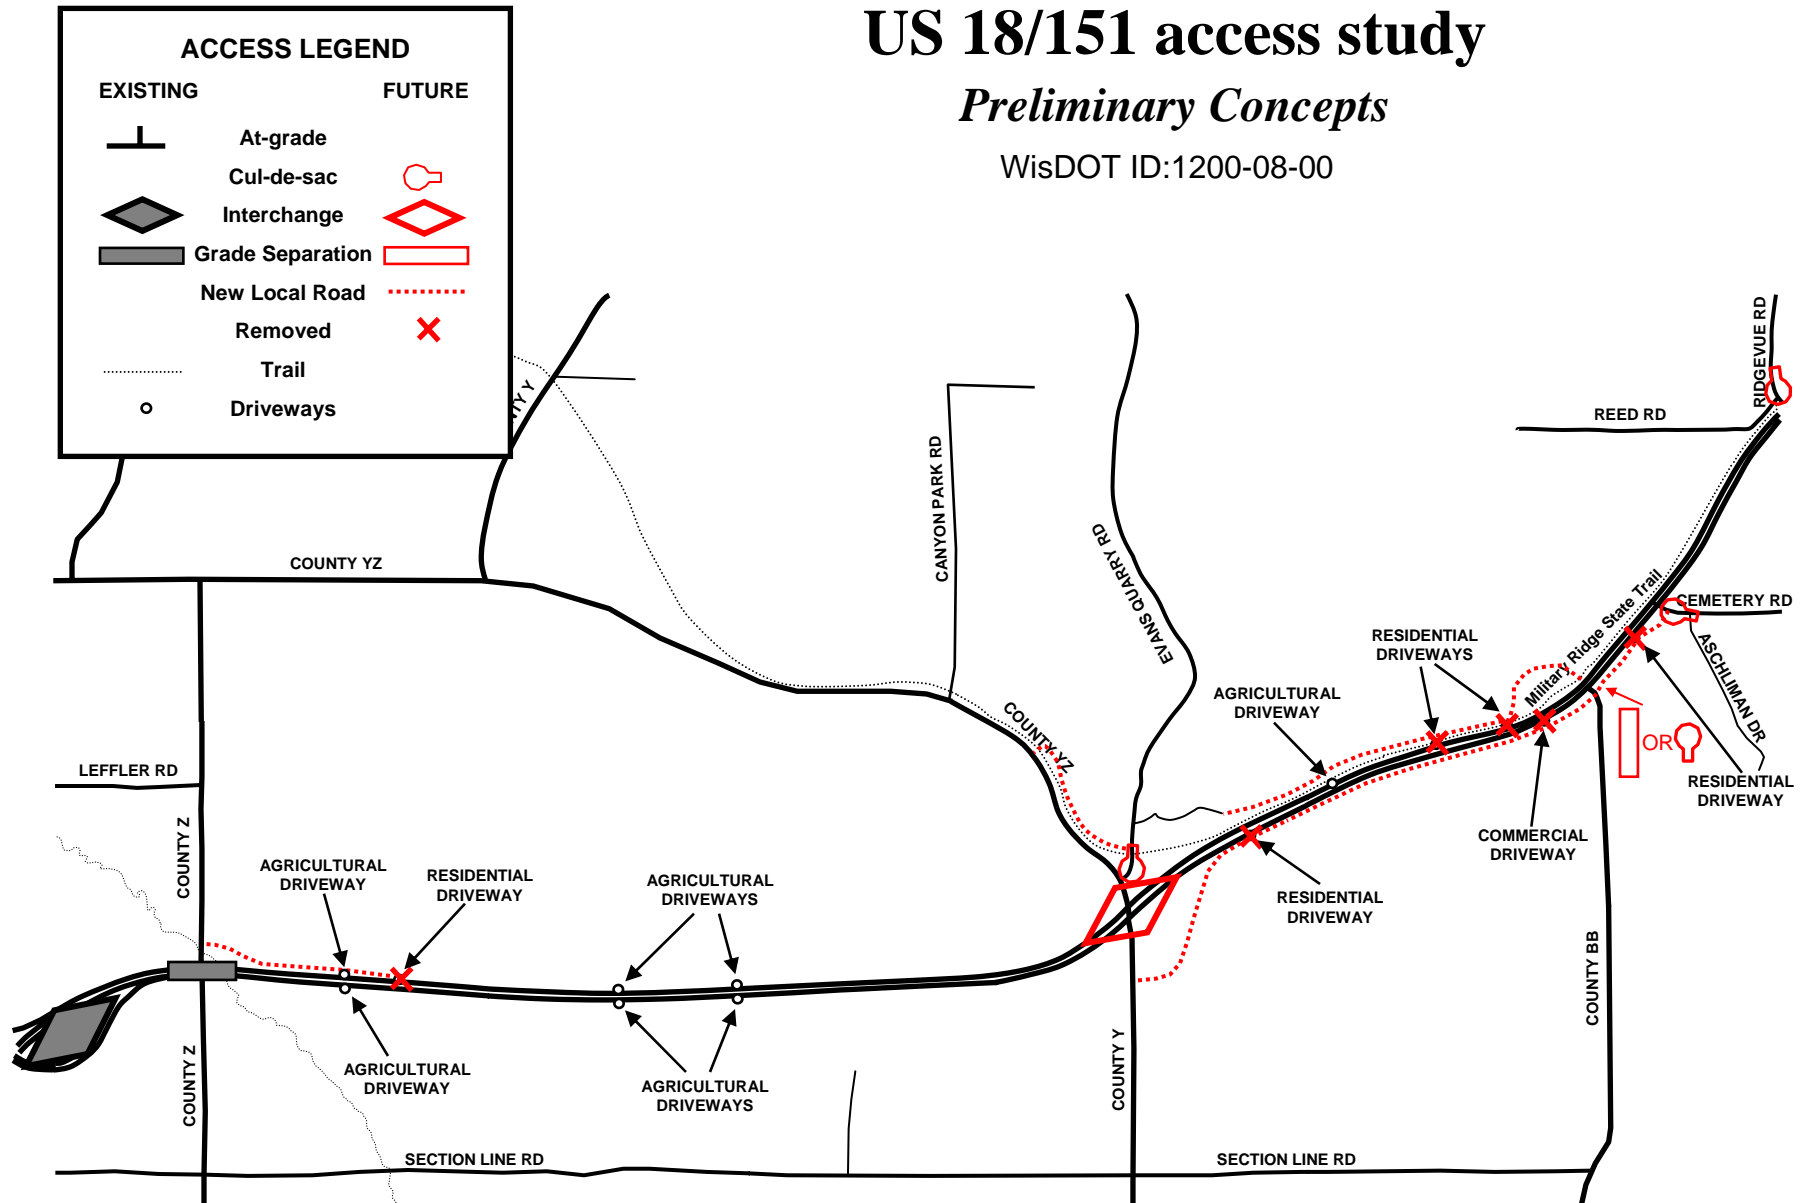 US 18/151 access study
Preliminary Concepts
WisDOT ID:1200-08-00
ACCESS LEGEND
EXISTING FUTURE
At-grade
Cul-de-sac
Interchange
Grade Separation
New Local Road
Removed
Trail
Driveways
NTY Y
COUNTY YZ
CANYON PARK RD
EVANS QUARRY RD
RIDGEVUE RD
REED RD
CEMETERY RD
Military Ridge State Trail
ASCHLIMAN DR
RESIDENTIAL
DRIVEWAYS
AGRICULTURAL
DRIVEWAY
COUNTY YZ
OR
RESIDENTIAL
DRIVEWAY
COMMERCIAL
DRIVEWAY
LEFFLER RD
COUNTY Z
AGRICULTURAL
DRIVEWAY
RESIDENTIAL
DRIVEWAY
AGRICULTURAL
DRIVEWAYS
RESIDENTIAL
DRIVEWAY
COUNTY BB
COUNTY Z
AGRICULTURAL
DRIVEWAY
AGRICULTURAL
DRIVEWAYS
COUNTY Y
SECTION LINE RD
SECTION LINE RD